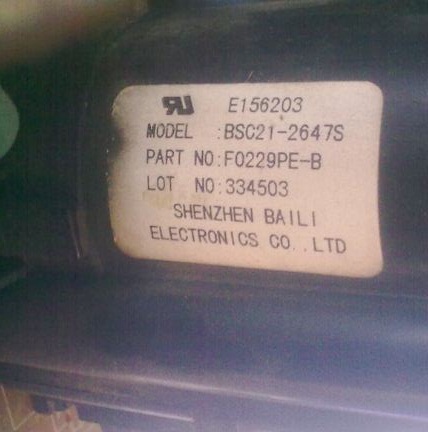 E156203
MODEL :BSC21-2647S
PART NO:F0229PE-B
LOT NO:334503
SHENZHEN BAILI
ELECTRONICS CO.,LTD